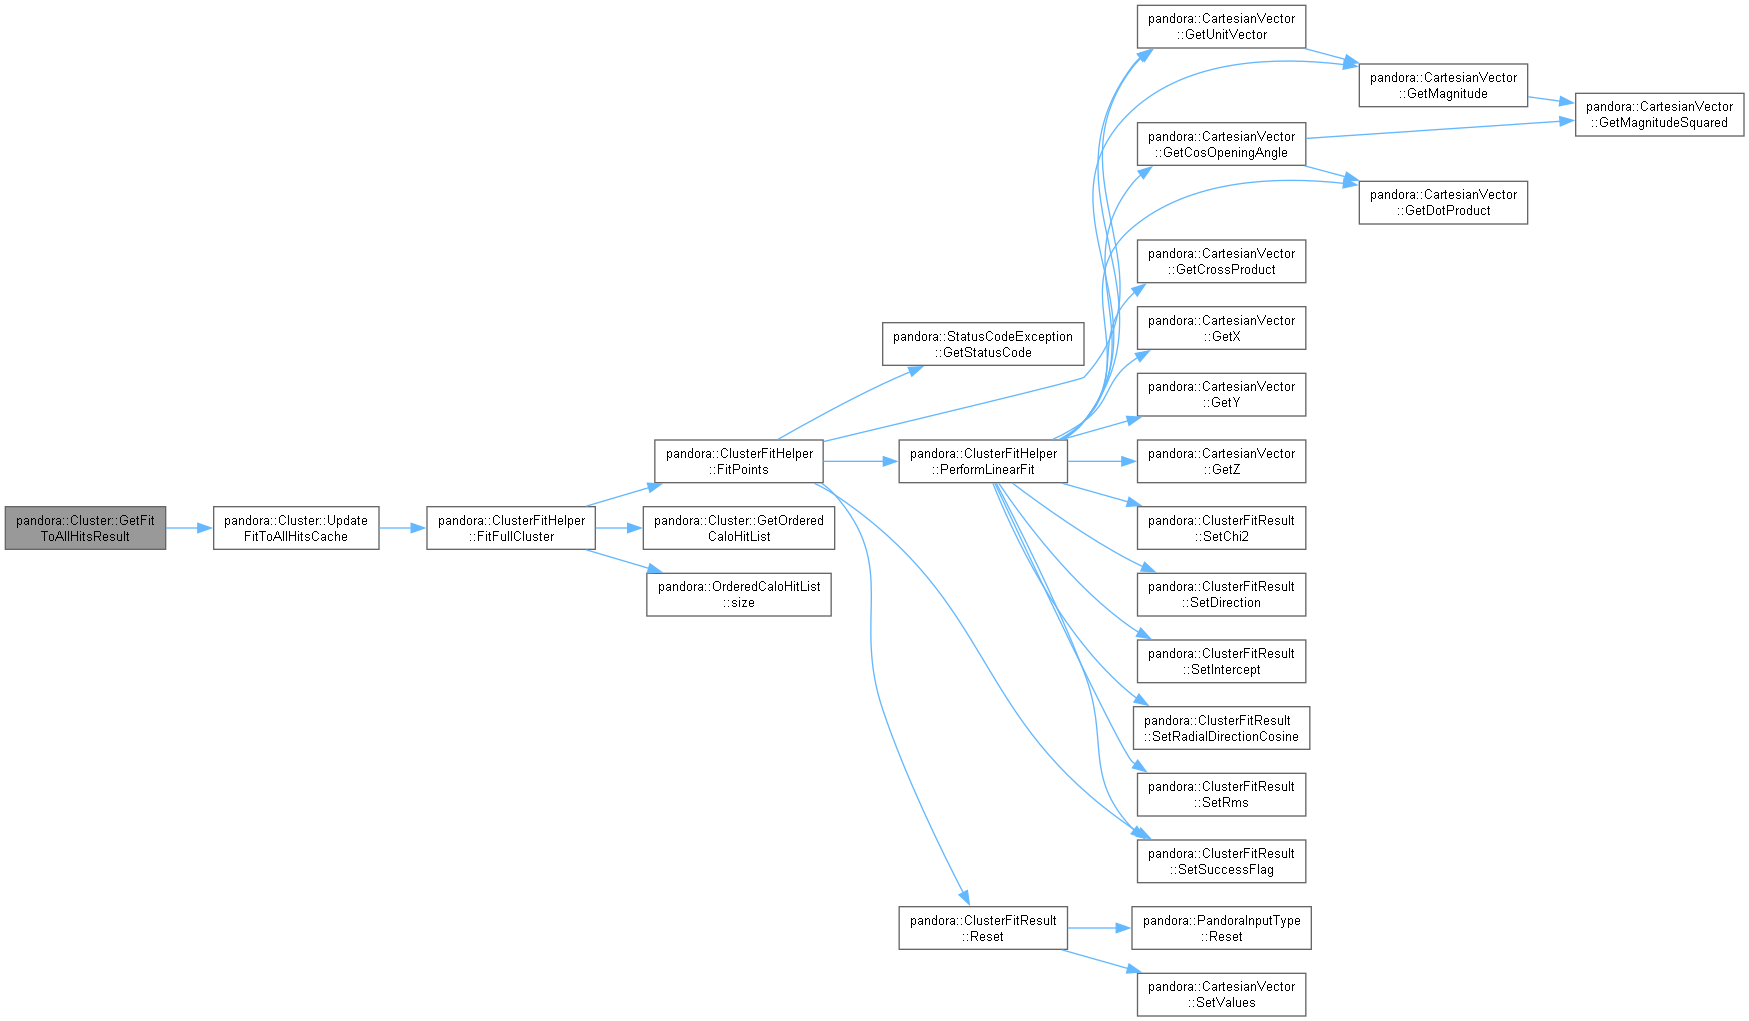 pandora::Cluster::GetFit
ToAllHitsResult
pandora::Cluster::Update
FitToAllHitsCache
pandora::ClusterFitHelper
::FitFullCluster
pandora::ClusterFitHelper
::FitPoints
pandora::Cluster::GetOrdered
CaloHitList
pandora::OrderedCaloHitList
::size
pandora::StatusCodeException
::GetStatusCode
pandora::ClusterFitHelper
::PerformLinearFit
pandora::ClusterFitResult
::Reset
pandora::CartesianVector
::GetUnitVector
pandora::CartesianVector
::GetCosOpeningAngle
pandora::CartesianVector
::GetCrossProduct
pandora::CartesianVector
::GetX
pandora::CartesianVector
::GetY
pandora::CartesianVector
::GetZ
pandora::ClusterFitResult
::SetChi2
pandora::ClusterFitResult
::SetDirection
pandora::ClusterFitResult
::SetIntercept
pandora::ClusterFitResult
::SetRadialDirectionCosine
pandora::ClusterFitResult
::SetRms
pandora::ClusterFitResult
::SetSuccessFlag
pandora::PandoraInputType
::Reset
pandora::CartesianVector
::SetValues
pandora::CartesianVector
::GetMagnitude
pandora::CartesianVector
::GetDotProduct
pandora::CartesianVector
::GetMagnitudeSquared